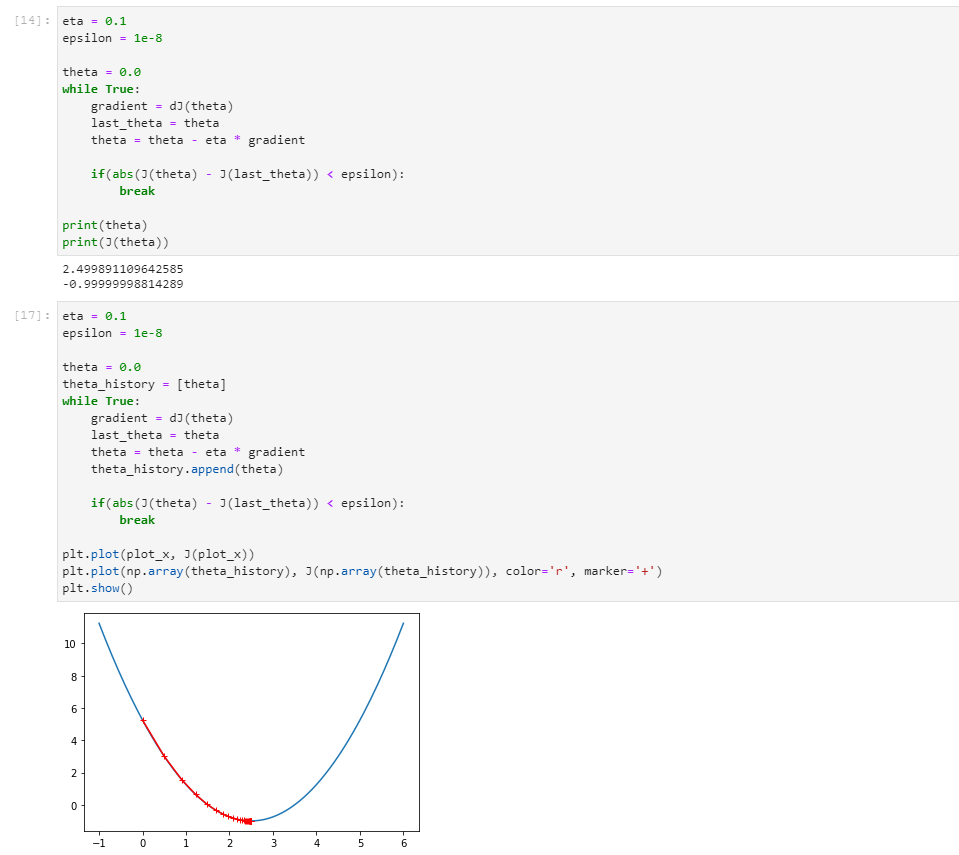 [14]:
eta = 0.1
epsilon = 1e-8
theta = 0.0
while True:
    gradient = dJ(theta)
    last_theta = theta
    theta = theta - eta * gradient
    if(abs(J(theta) - J(last_theta)) < epsilon):
        break
print(theta)
print(J(theta))
2.499891109642585
-0.99999998814289
[17]:
eta = 0.1
epsilon = 1e-8
theta = 0.0
theta_history = [theta]
while True:
    gradient = dJ(theta)
    last_theta = theta
    theta = theta - eta * gradient
    theta_history.append(theta)
    if(abs(J(theta) - J(last_theta)) < epsilon):
        break
plt.plot(plot_x, J(plot_x))
plt.plot(np.array(theta_history), J(np.array(theta_history)), color='r', marker='+')
plt.show()
10
8
6
4
2
0
−1 0 1 2 3 4 5 6